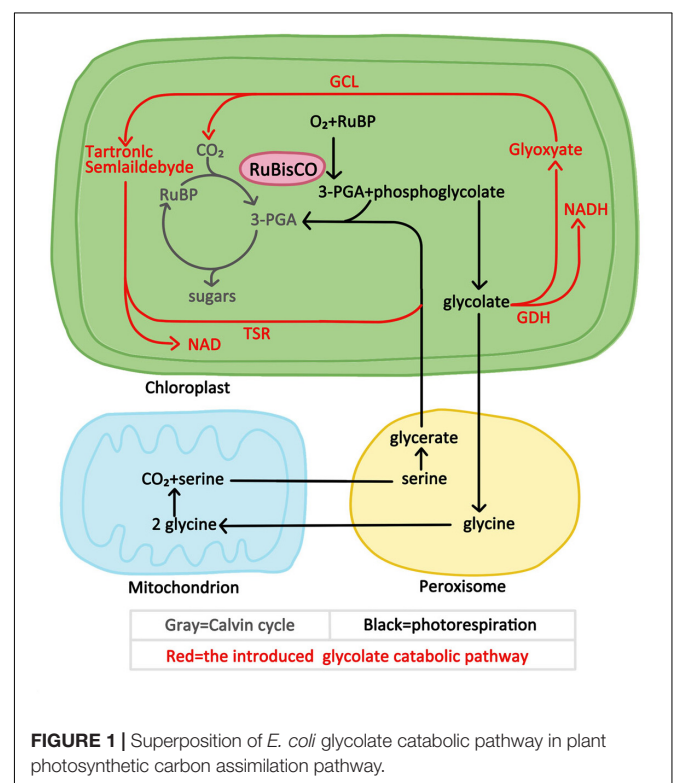 GCL
O₂+RuBP
TartronIc
Semlaildebyde
CO₂
RuBisCO
Glyoxyate
RuBP
3-PGA+phosphoglycolate
NADH
3-PGA
sugars
glycolate
GDH
TSR
NAD
Chloroplast
glycerate
CO₂+serine
serine
2 glycine
glycine
Mitochondrion
Peroxisome
Gray=Calvin cycle
Black=photorespiration
Red=the introduced glycolate catabolic pathway
FIGURE 1 | Superposition of E. coli glycolate catabolic pathway in plant
photosynthetic carbon assimilation pathway.